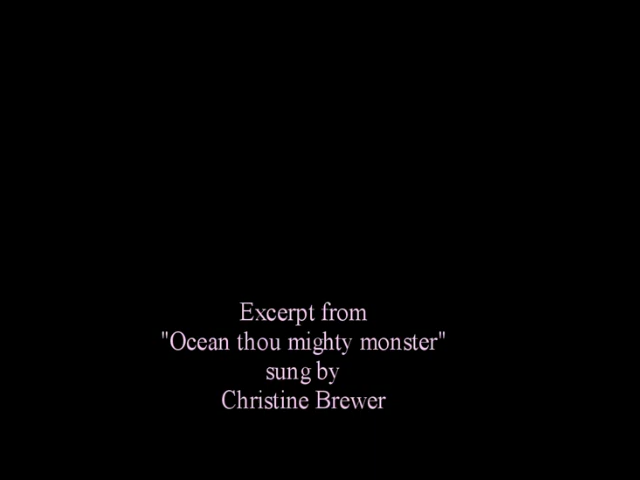 Excerpt from
"Ocean thou mighty monster"
sung by
Christine Brewer